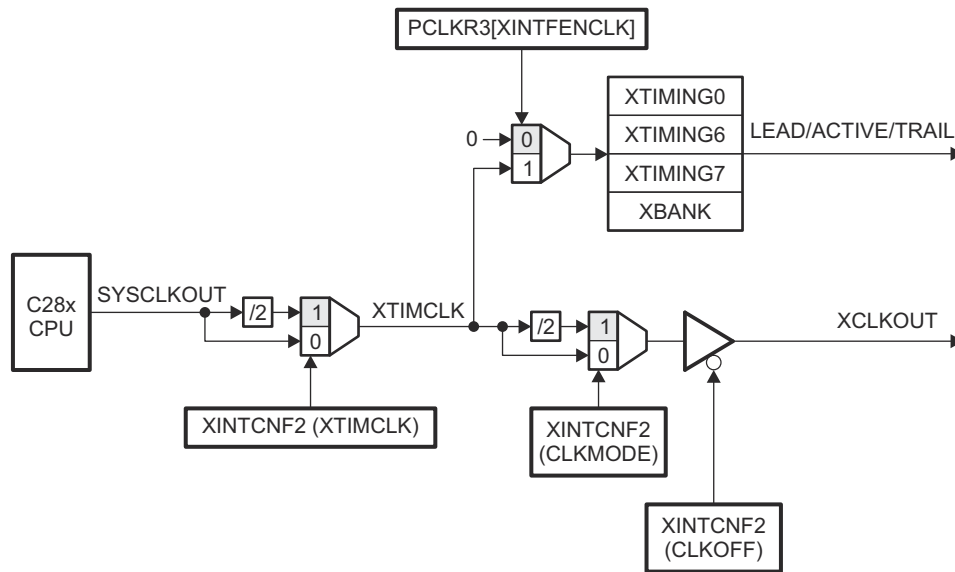 PCLKR3[XINTFENCLK]
XTIMING0
0
0
XTIMING6
LEAD/ACTIVE/TRAIL
1
XTIMING7
XBANK
C28x
CPU
SYSCLKOUT
/2
1
0
XTIMCLK
/2
1
0
XCLKOUT
XINTCNF2 (XTIMCLK)
XINTCNF2
(CLKMODE)
XINTCNF2
(CLKOFF)